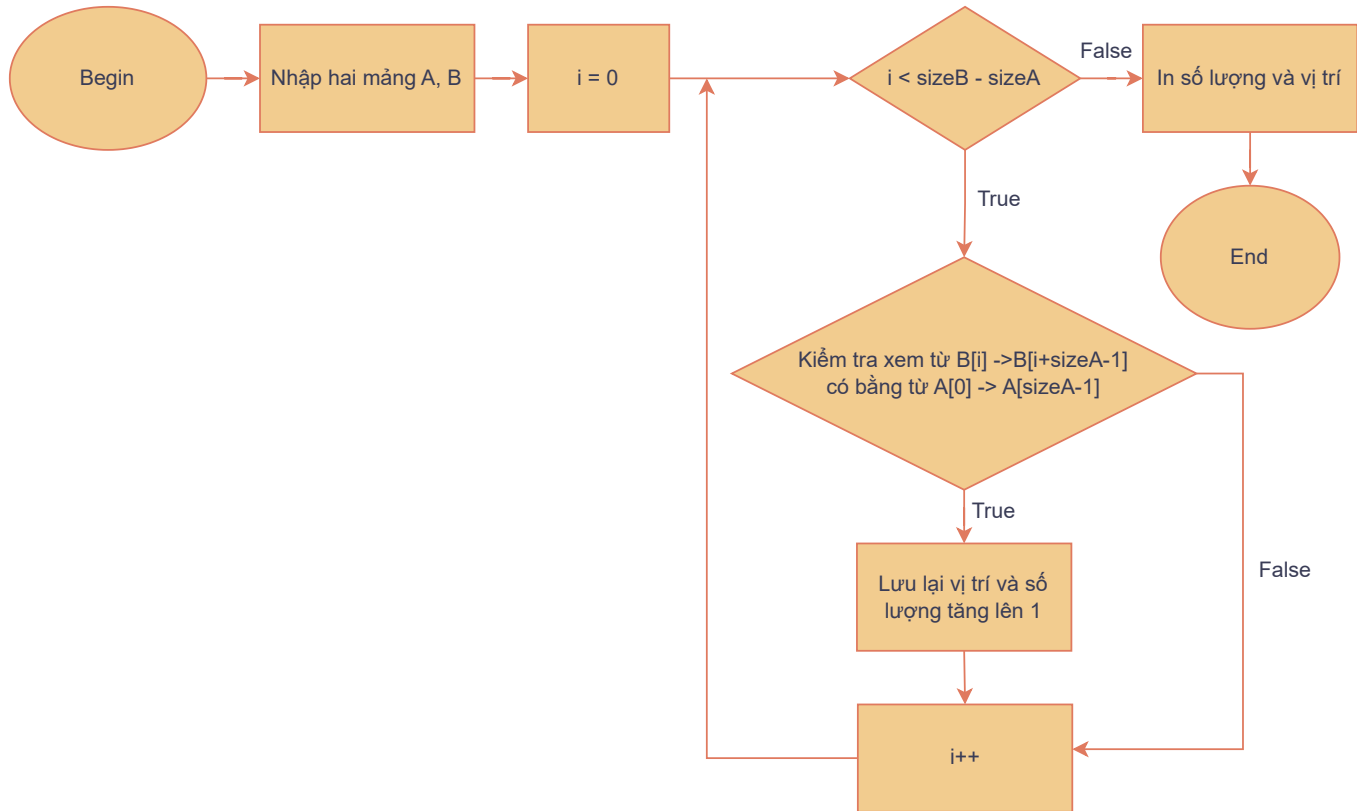 Begin
Nhập hai mảng A, B
i = 0
i < sizeB - sizeA
False
In số lượng và vị trí
True
End
Kiểm tra xem từ B[i] ->B[i+sizeA-1]
có bằng từ A[0] -> A[sizeA-1]
True
False
Lưu lại vị trí và số
lượng tăng lên 1
i++